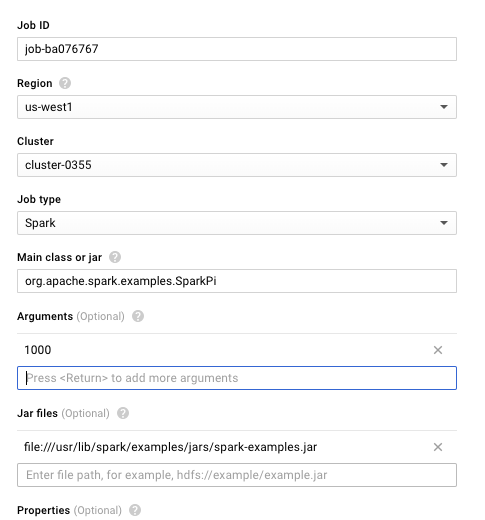 Job ID
job-ba076767
Region
us-west1
Cluster
cluster-0355
Job type
Spark
Main class or jar
org.apache.spark.examples.SparkPi
Arguments (Optional)
1000
Press <Return> to add more arguments
Jar files (Optional)
file:///usr/lib/spark/examples/jars/spark-examples.jar
Enter file path, for example, hdfs://example/example.jar
Properties (Optional)